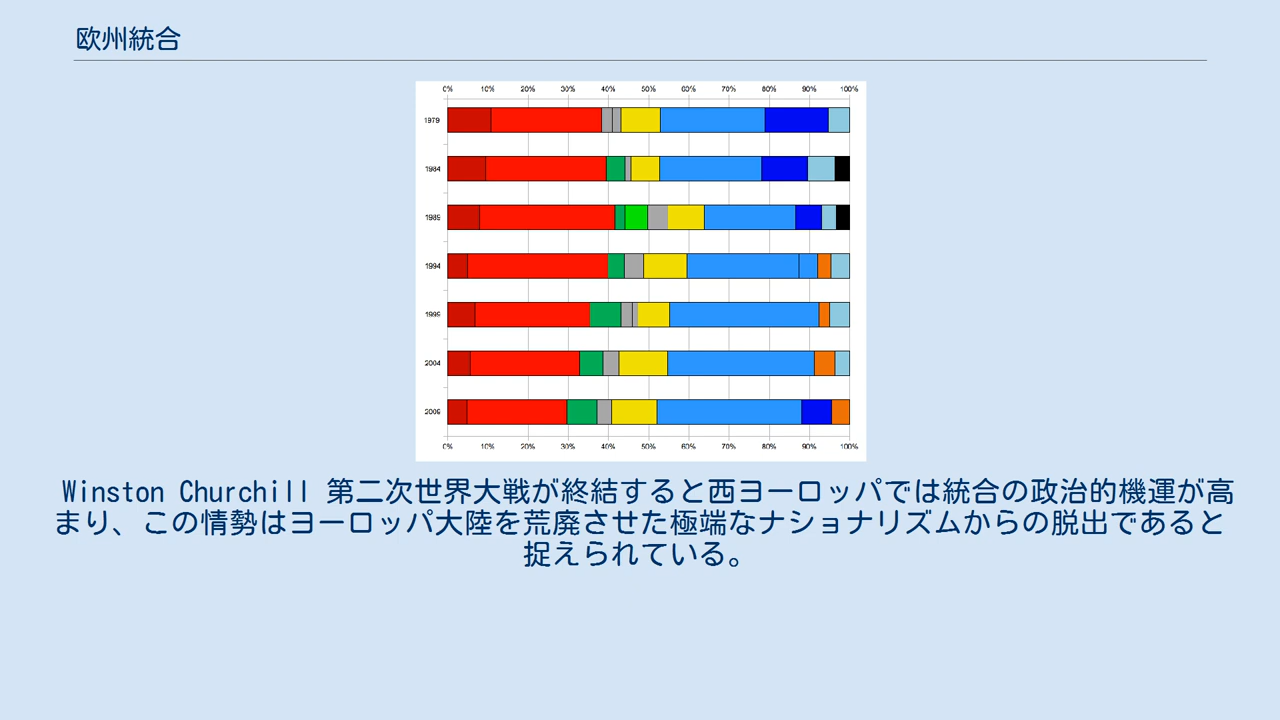 欧州統合
0% 10% 20% 30% 40% 50% 60% 70% 80% 90% 100%
1979
1984
1989
1994
1999
2004
2009
0% 10% 20% 30% 40% 50% 60% 70% 80% 90% 100%
Winston Churchill 第二次世界大戦が終結すると西ヨーロッパでは統合の政治的機運が高
まり、この情勢はヨーロッパ大陸を荒廃させた極端なナショナリズムからの脱出であると
捉えられている。